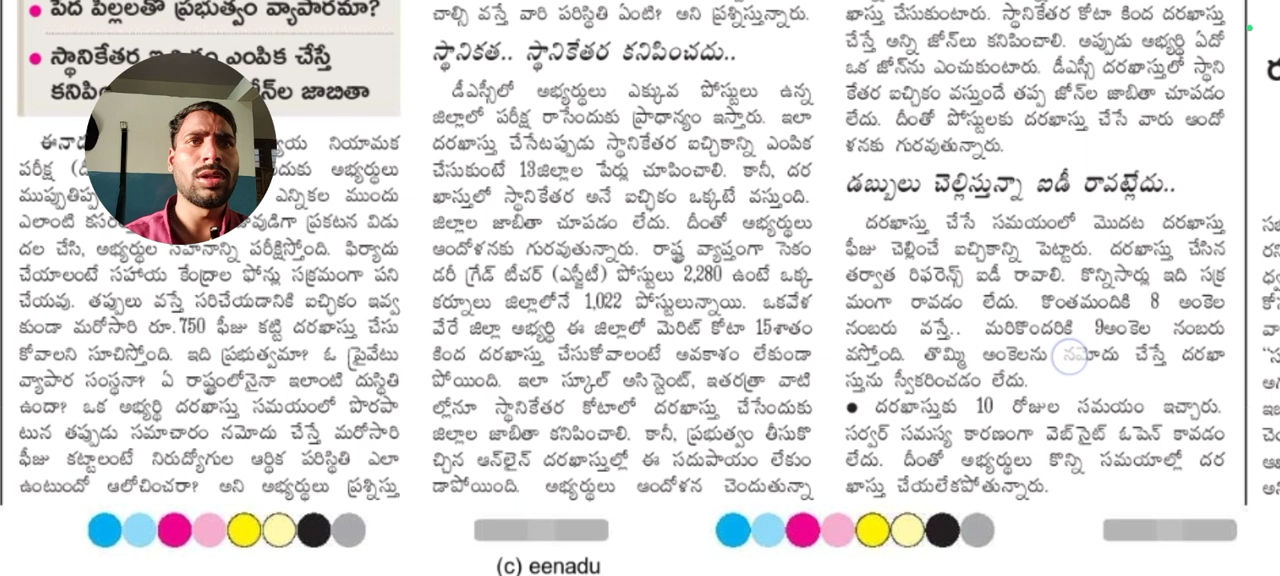 పేద పిల్లలతో ప్రభుత్వం వ్యాపారమా?
స్థానికేతర ఎంపిక చేస్తే
జాబితా
ఈనా నియామక
పరీక్ష అభ్యర్థులు
ఎన్నికల ముందు
ఎలాంటి ప్రకటన విడు
దల చేసి, అభ్యర్థుల సహనాన్ని పరీక్షిస్తోంది. ఫిర్యాదు
చేయాలంటే సహాయ కేంద్రాల ఫోన్లు సక్రమంగా పని
చేయవు. తప్పులు వస్తే సరిచేయడానికి ఐచ్ఛికం ఇవ్వ
కుండా మరోసారి రూ.750 ఫీజు కట్టి దరఖాస్తు చేసు
కోవాలని సూచిస్తోంది. ఇది ప్రభుత్వమా? ఓ ప్రైవేటు
వ్యాపార సంస్థనా? ఏ రాష్ట్రంలోనైనా ఇలాంటి దుస్థితి
ఉందా? ఒక అభ్యర్థి దరఖాస్తు సమయంలో పొరపా
టున తప్పుడు సమాచారం నమోదు చేస్తే మరోసారి
ఫీజు కట్టాలంటే నిరుద్యోగుల ఆర్థిక పరిస్థితి ఎలా
ఉంటుందో ఆలోచించరా? అని అభ్యర్థులు ప్రశ్నిస్తు
చాల్సి వస్తే వారి పరిస్థితి ఏంటి? అని ప్రశ్నిస్తున్నారు.
స్థానికత.. స్థానికేతర కనిపించదు..
డీఎస్సీలో అభ్యర్థులు ఎక్కువ పోస్టులు ఉన్న
జిల్లాలో పరీక్ష రాసేందుకు ప్రాధాన్యం ఇస్తారు. ఇలా
దరఖాస్తు చేసేటప్పుడు స్థానికేతర ఐచ్ఛికాన్ని ఎంపిక
చేసుకుంటే 13జిల్లాల పేర్లు చూపించాలి. కానీ, దర
ఖాస్తులో స్థానికేతర అనే ఐచ్ఛికం ఒక్కటే వస్తుంది.
జిల్లాల జాబితా చూపడం లేదు. దీంతో అభ్యర్థులు
ఆందోళనకు గురవుతున్నారు. రాష్ట్ర వ్యాప్తంగా సెకం
డరీ గ్రేడ్ టీచర్ (ఎస్జీటీ) పోస్టులు 2,280 ఉంటే ఒక్క
కర్నూలు జిల్లాలోనే 1,022 పోస్టులున్నాయి. ఒకవేళ
వేరే జిల్లా అభ్యర్థి ఈ జిల్లాలో మెరిట్ కోటా 15శాతం
కింద దరఖాస్తు చేసుకోవాలంటే అవకాశం లేకుండా
పోయింది. ఇలా స్కూల్ అసిస్టెంట్, ఇతరత్రా వాటి
ల్లోనూ స్థానికేతర కోటాలో దరఖాస్తు చేసేందుకు
జిల్లాల జాబితా కనిపించాలి. కానీ, ప్రభుత్వం తీసుకొ
చ్చిన ఆన్‌లైన్ దరఖాస్తుల్లో ఈ సదుపాయం లేకుం
డాపోయింది. అభ్యర్థులు ఆందోళన చెందుతున్నా
ఖాస్తు చేసుకుంటారు. స్థానికేతర కోటా కింద దరఖాస్తు
చేస్తే అన్ని జోన్‌లు కనిపించాలి. అప్పుడు అభ్యర్థి ఏదో
ఒక జోన్‌ను ఎంచుకుంటారు. డీఎస్సీ దరఖాస్తులో స్థాని
కేతర ఐచ్ఛికం వస్తుందే తప్ప జోన్‌ల జాబితా చూపడం
లేదు. దీంతో పోస్టులకు దరఖాస్తు చేసే వారు ఆందో
ళనకు గురవుతున్నారు.
డబ్బులు చెల్లిస్తున్నా ఐడీ రావట్లేదు..
దరఖాస్తు చేసే సమయంలో మొదట దరఖాస్తు
ఫీజు చెల్లించే ఐచ్ఛికాన్ని పెట్టారు. దరఖాస్తు చేసిన
తర్వాత రిఫరెన్స్ ఐడీ రావాలి. కొన్నిసార్లు ఇది సక్ర
మంగా రావడం లేదు. కొంతమందికి 8 అంకెల
నంబరు వస్తే.. మరికొందరికి 9అంకెల నంబరు
వస్తోంది. తొమ్మి అంకెలను నమోదు చేస్తే దరఖా
స్తును స్వీకరించడం లేదు.
● దరఖాస్తుకు 10 రోజుల సమయం ఇచ్చారు.
సర్వర్ సమస్య కారణంగా వెబ్‌సైట్ ఓపెన్ కావడం
లేదు. దీంతో అభ్యర్థులు కొన్ని సమయాల్లో దర
ఖాస్తు చేయలేకపోతున్నారు.
(c) eenadu